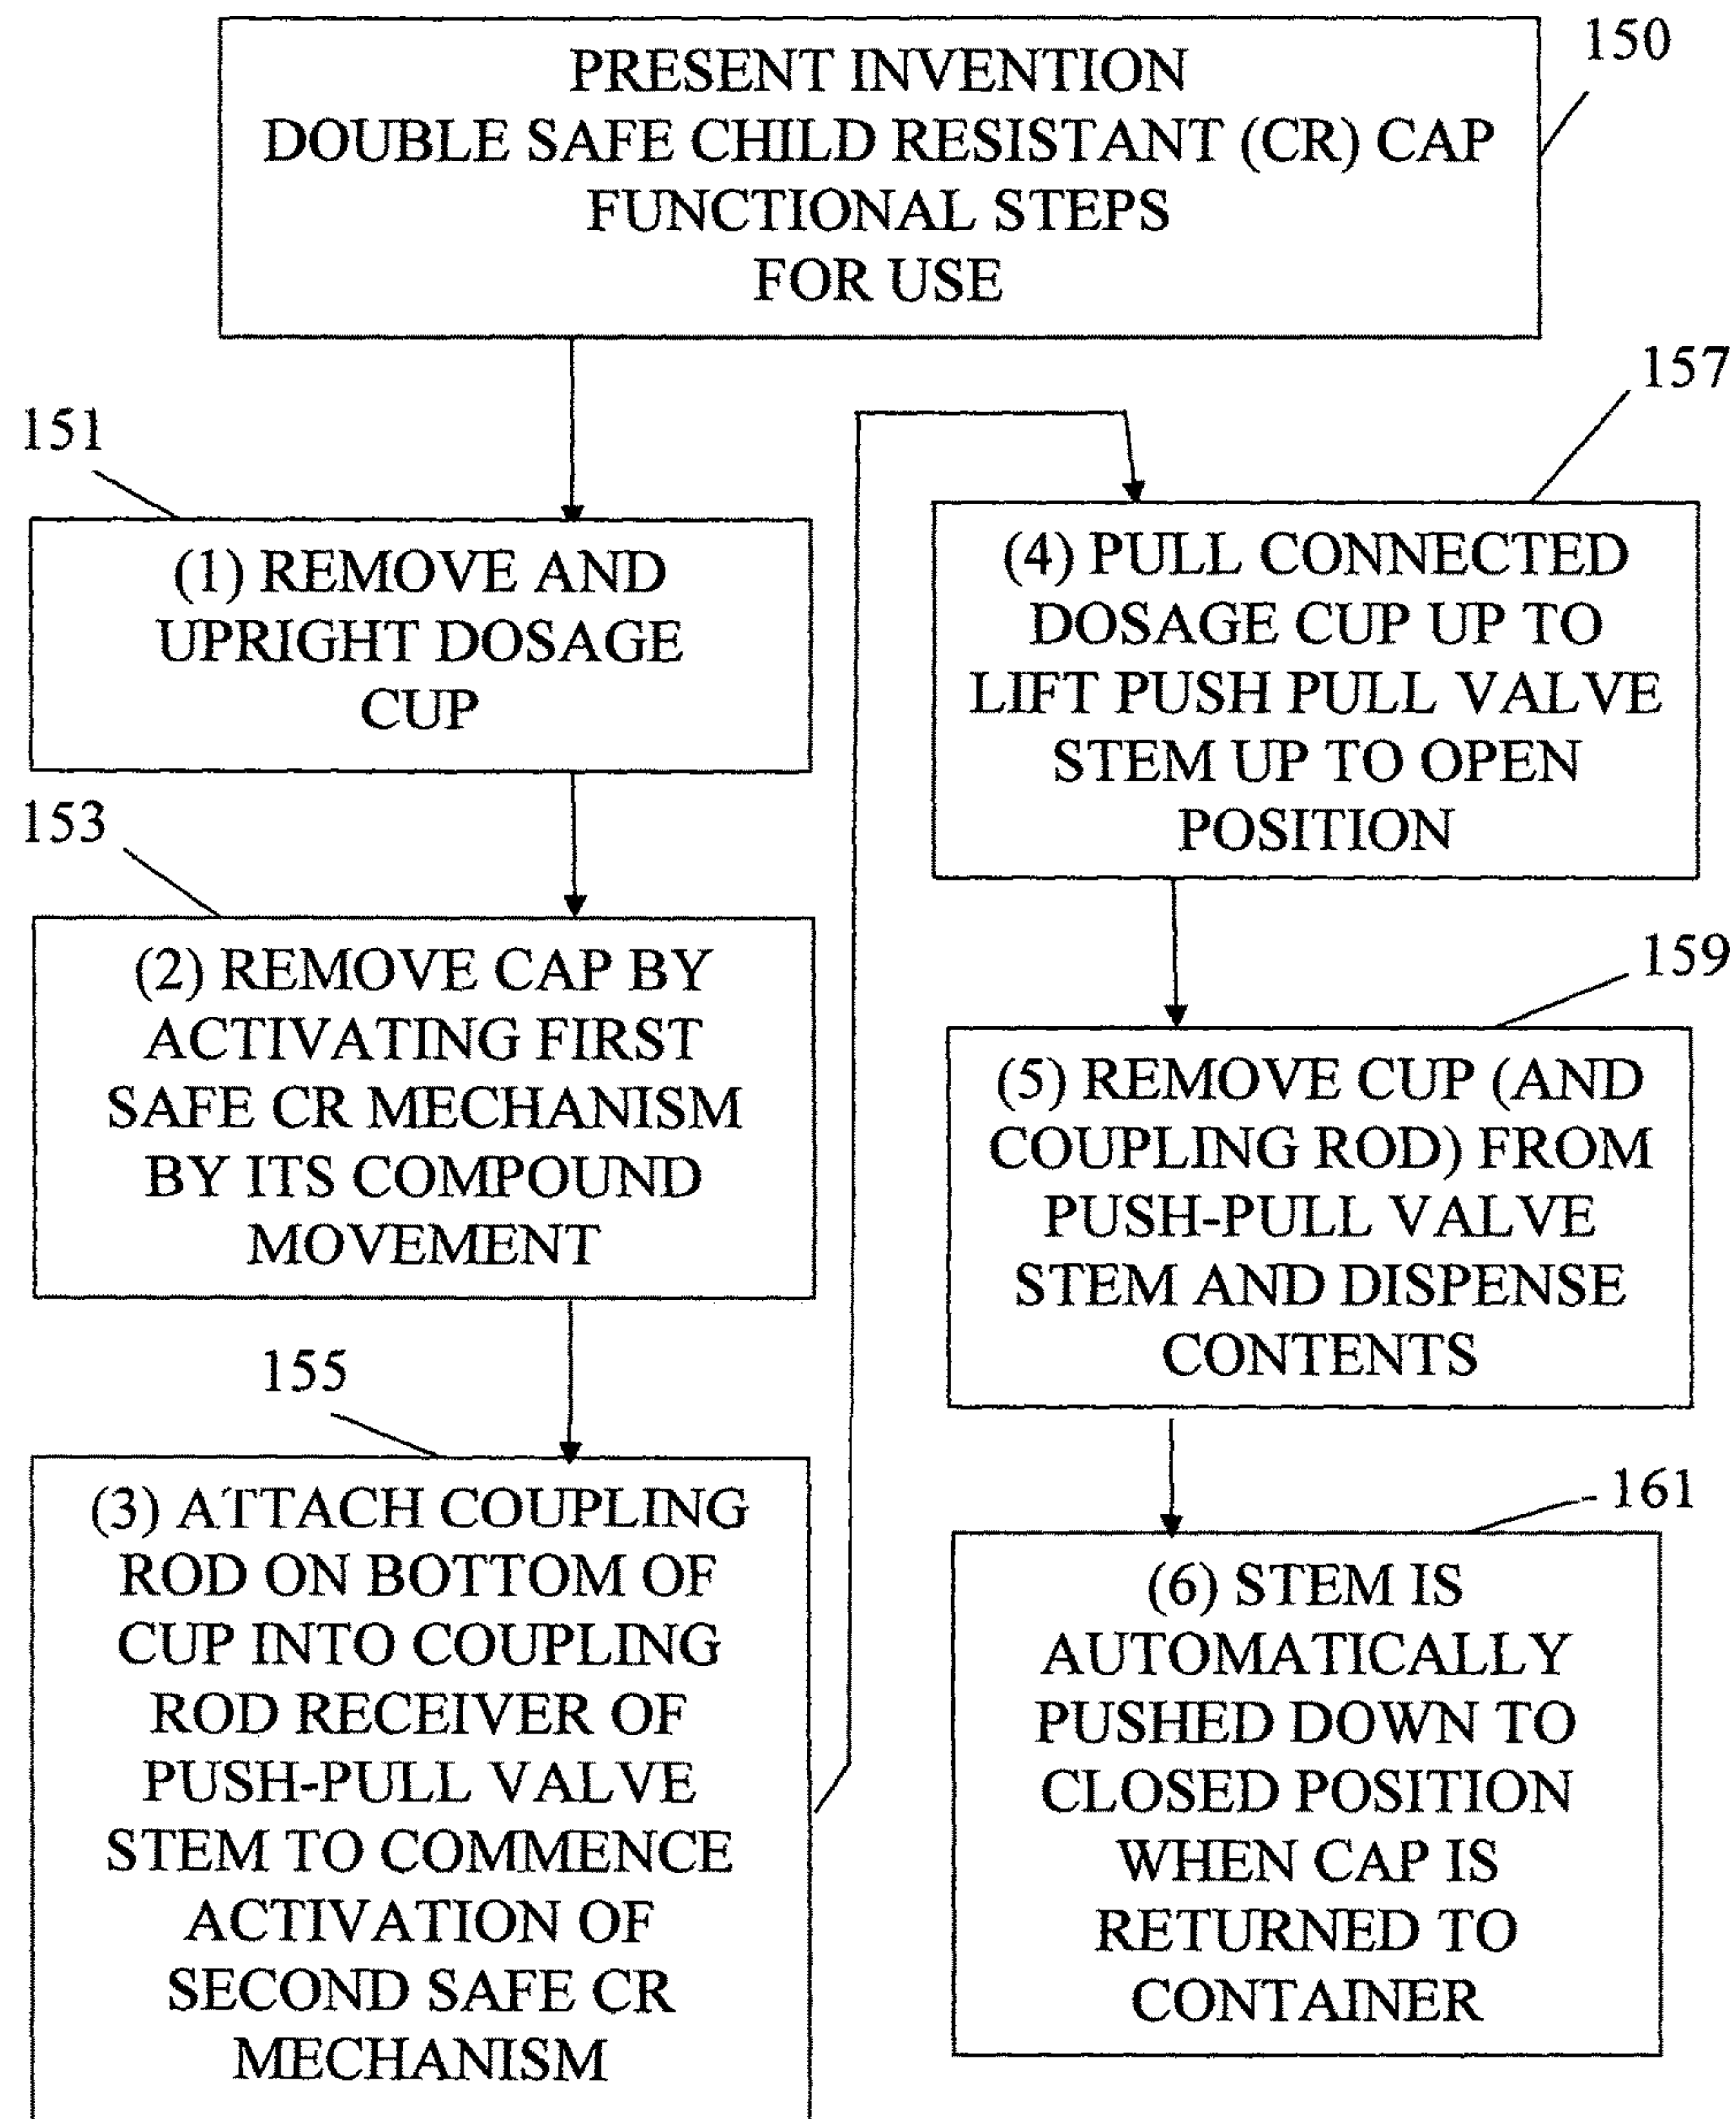 150
PRESENT INVENTION
DOUBLE SAFE CHILD RESISTANT (CR) CAP
FUNCTIONAL STEPS
FOR USE
151
(1) REMOVE AND
UPRIGHT DOSAGE
CUP
153
(2) REMOVE CAP BY
ACTIVATING FIRST
SAFE CR MECHANISM
BY ITS COMPOUND
MOVEMENT
155
(3) ATTACH COUPLING
ROD ON BOTTOM OF
CUP INTO COUPLING
ROD RECEIVER OF
PUSH-PULL VALVE
STEM TO COMMENCE
ACTIVATION OF
SECOND SAFE CR
MECHANISM
157
(4) PULL CONNECTED
DOSAGE CUP UP TO
LIFT PUSH PULL VALVE
STEM UP TO OPEN
POSITION
159
(5) REMOVE CUP (AND
COUPLING ROD) FROM
PUSH-PULL VALVE
STEM AND DISPENSE
CONTENTS
161
(6) STEM IS
AUTOMATICALLY
PUSHED DOWN TO
CLOSED POSITION
WHEN CAP IS
RETURNED TO
CONTAINER